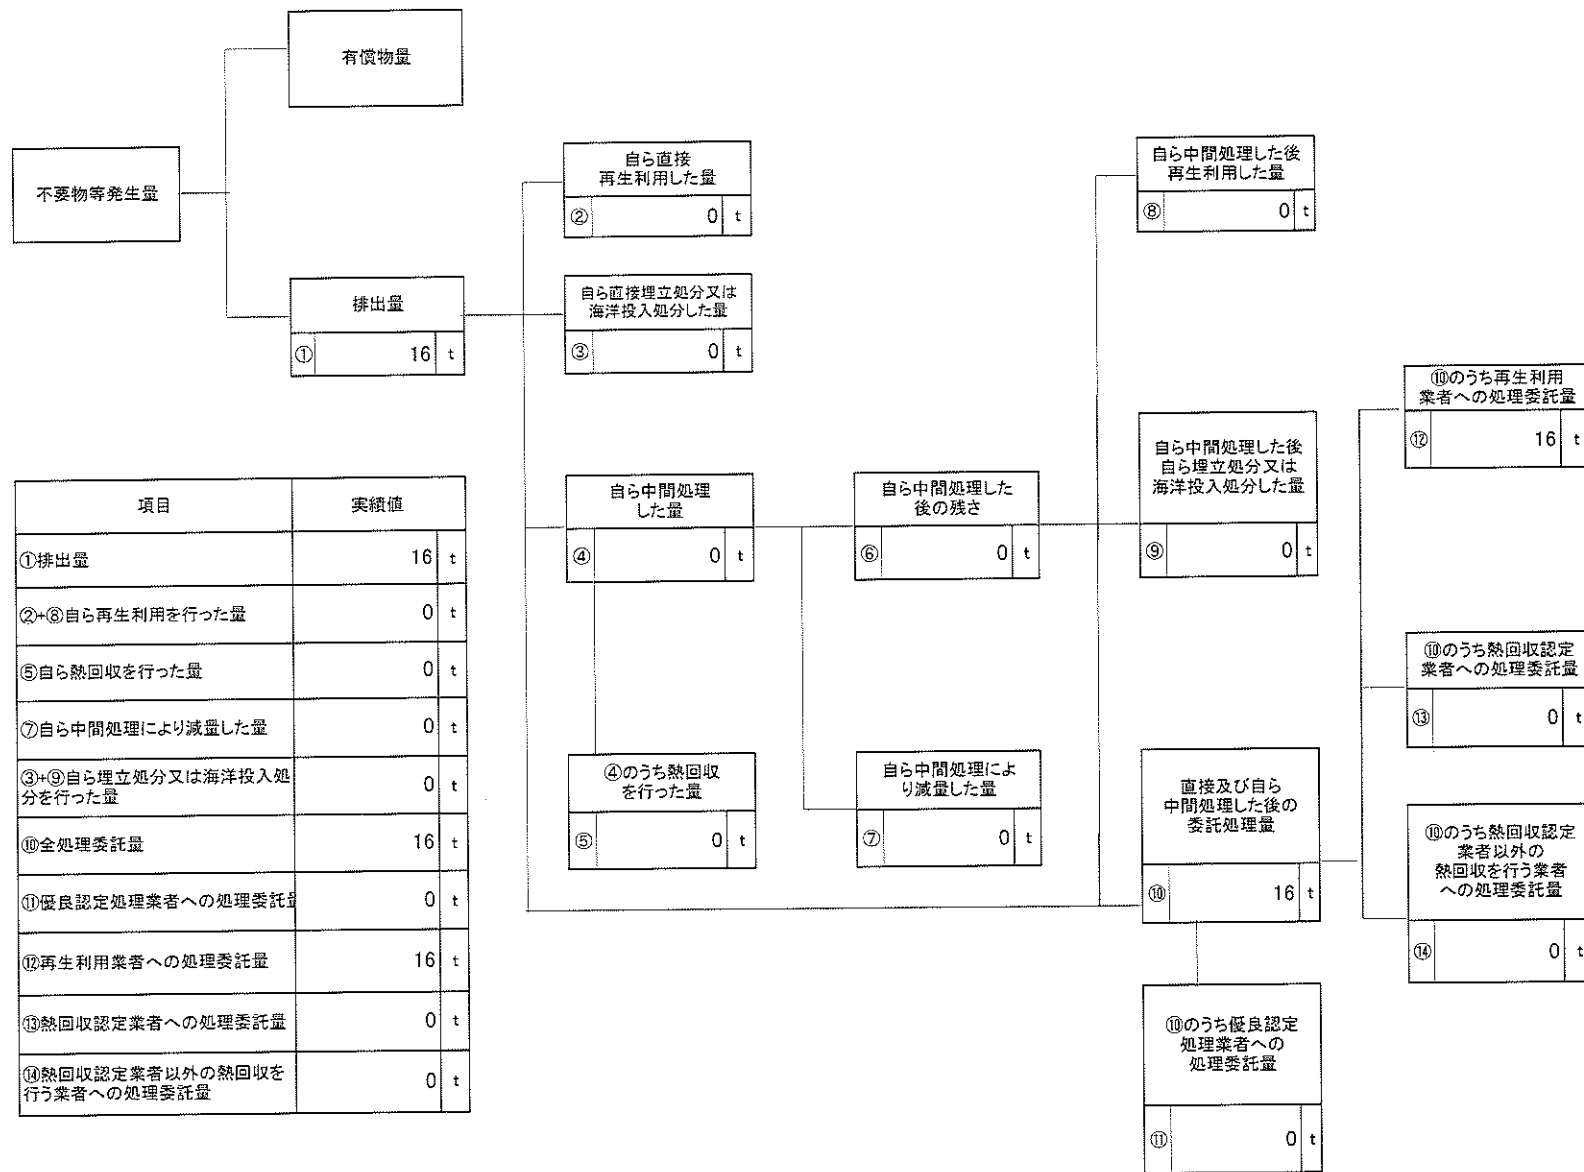 有償物量
不要物等発生量
排出量
① 16 t
自ら直接
再生利用した量
② 0 t
自ら直接埋立処分又は
海洋投入処分した量
③ 0 t
自ら中間処理
した量
④ 0 t
④のうち熱回収
を行った量
⑤ 0 t
自ら中間処理した
後の残さ
⑥ 0 t
自ら中間処理によ
り減量した量
⑦ 0 t
自ら中間処理した後
再生利用した量
⑧ 0 t
自ら中間処理した後
自ら埋立処分又は
海洋投入処分した量
⑨ 0 t
直接及び自ら
中間処理した後の
委託処理量
⑩ 16 t
⑩のうち優良認定
処理業者への
処理委託量
⑪ 0 t
⑩のうち再生利用
業者への処理委託量
⑫ 16 t
⑩のうち熱回収認定
業者への処理委託量
⑬ 0 t
⑩のうち熱回収認定
業者以外の
熱回収を行う業者
への処理委託量
⑭ 0 t
項目 実績値
①排出量 16 t
②+⑧自ら再生利用を行った量 0 t
⑤自ら熱回収を行った量 0 t
⑦自ら中間処理により減量した量 0 t
③+⑨自ら埋立処分又は海洋投入処
分を行った量 0 t
⑩全処理委託量 16 t
⑪優良認定処理業者への処理委託量 0 t
⑫再生利用業者への処理委託量 16 t
⑬熱回収認定業者への処理委託量 0 t
⑭熱回収認定業者以外の熱回収を
行う業者への処理委託量 0 t